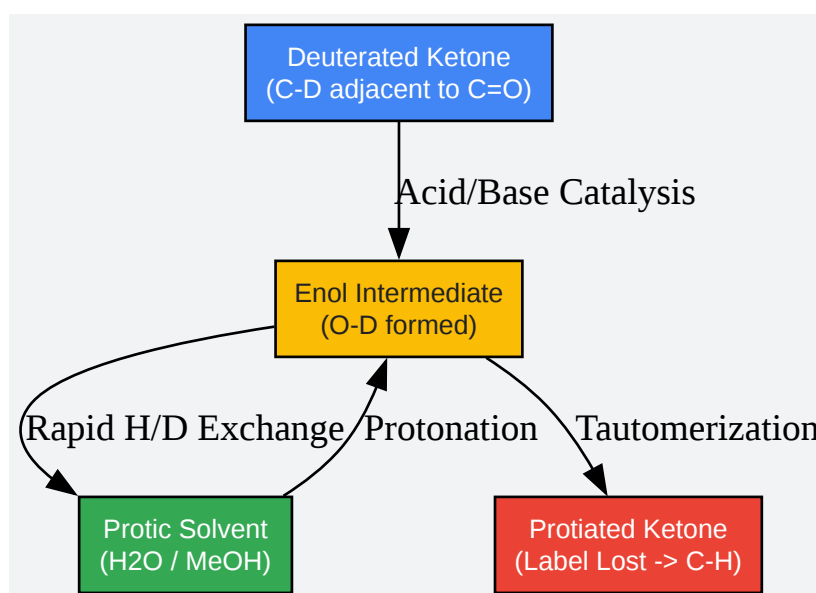 Deuterated Ketone
(C-D adjacent to C=O)
Acid/Base Catalysis
Enol Intermediate
(O-D formed)
Rapid H/D Exchange
Protonation
Tautomerization
Protic Solvent
(H2O / MeOH)
Protiated Ketone
(Label Lost -> C-H)